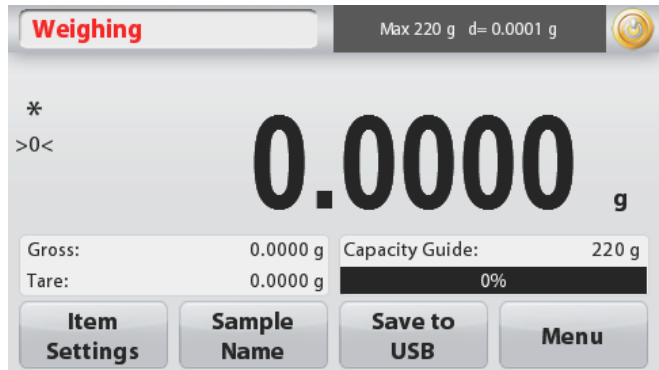 Weighing
Max 220 g d= 0.0001 g
*
>0<
0.0000 g
Gross: 0.0000 g
Tare: 0.0000 g
Capacity Guide: 220 g
0%
Item
Settings
Sample
Name
Save to
USB
Menu